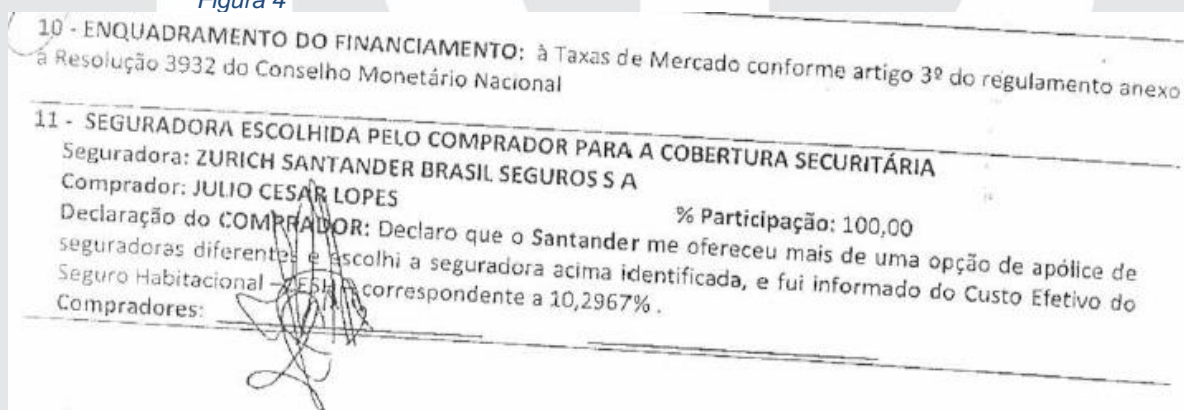 Figura 4
10 - ENQUADRAMENTO DO FINANCIAMENTO: à Taxas de Mercado conforme artigo 3º do regulamento anexo
à Resolução 3932 do Conselho Monetário Nacional
11 - SEGURADORA ESCOLHIDA PELO COMPRADOR PARA A COBERTURA SECURITÁRIA
Seguradora: ZURICH SANTANDER BRASIL SEGUROS S A
Comprador: JULIO CESAR LOPES % Participação: 100,00
Declaração do COMPRADOR: Declaro que o Santander me ofereceu mais de uma opção de apólice de
seguradoras diferentes e escolhi a seguradora acima identificada, e fui informado do Custo Efetivo do
Seguro Habitacional – CESH correspondente a 10,2967% .
Compradores: